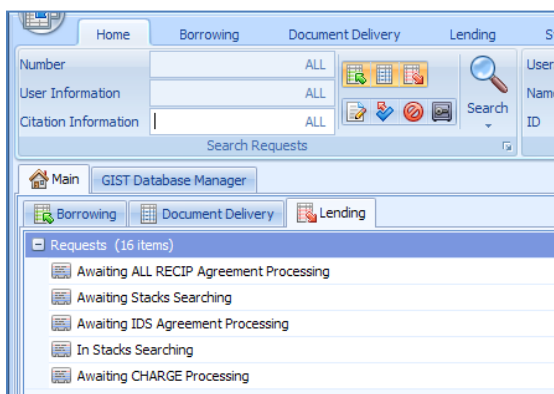 Home Borrowing Document Delivery Lending
Number ALL User
User Information ALL
Citation Information ALL Search ID
Search Requests
Main GIST Database Manager
Borrowing Document Delivery Lending
Requests (16 items)
Awaiting ALL RECIP Agreement Processing
Awaiting Stacks Searching
Awaiting IDS Agreement Processing
In Stacks Searching
Awaiting CHARGE Processing